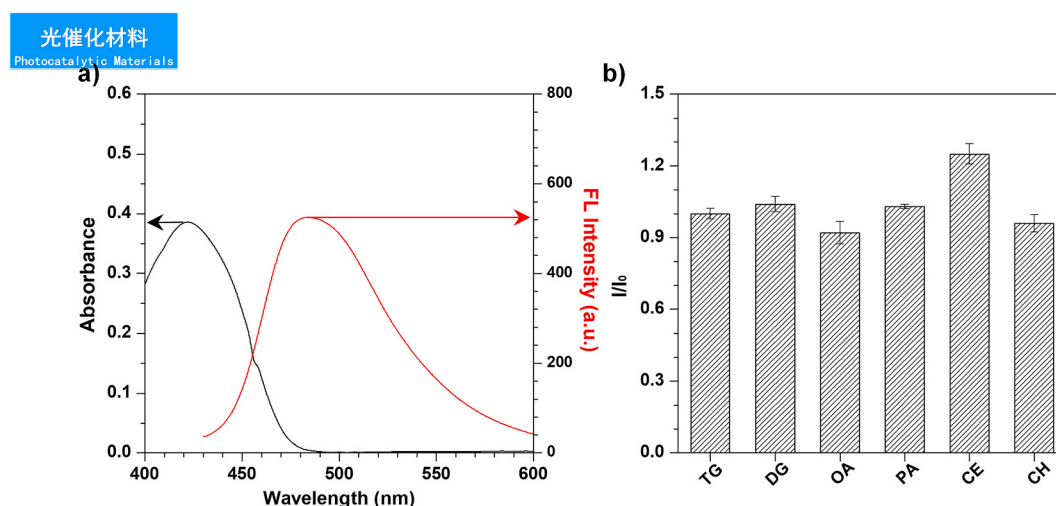 光催化材料
Photocatalytic Materials
a)
b)
0.6
0.5
0.4
0.3
0.2
0.1
0.0
Absorbance
400
450
500
550
600
Wavelength (nm)
800
600
400
200
0
FL Intensity (a.u.)
1.5
1.2
0.9
0.6
0.3
0.0
I/I₀
TG
DG
OA
PA
CE
CH